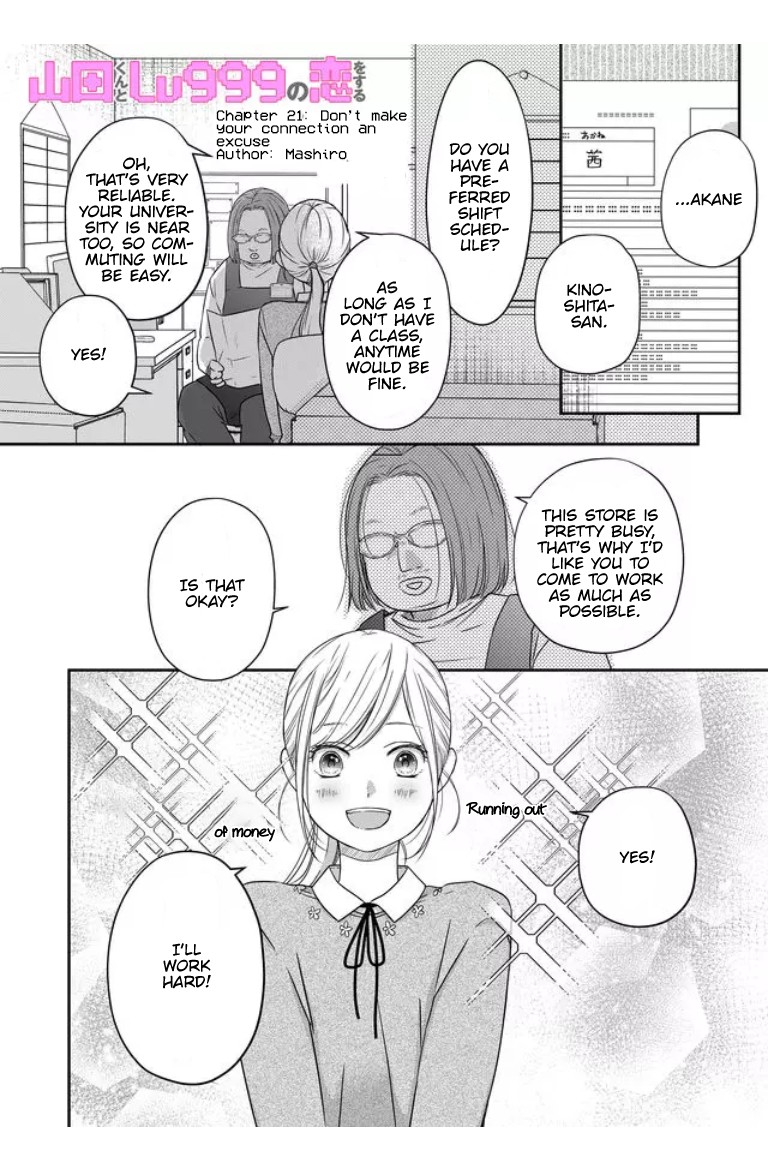 山田くんとLv999の恋をする
Chapter 21: Don't make
your connection an
excuse
Author: Mashiro
あかね
茜
...AKANE
KINO-
SHITA-
SAN.
DO YOU
HAVE A
PRE-
FERRED
SHIFT
SCHED-
ULE?
AS
LONG AS I
DON'T HAVE
A CLASS,
ANYTIME
WOULD BE
FINE.
OH,
THAT'S VERY
RELIABLE.
YOUR UNIVER-
SITY IS NEAR
TOO, SO COM-
MUTING WILL
BE EASY.
YES!
THIS STORE IS
PRETTY BUSY,
THAT'S WHY I'D
LIKE YOU TO
COME TO WORK
AS MUCH AS
POSSIBLE.
IS THAT
OKAY?
YES!
Running out
of money
I'LL
WORK
HARD!